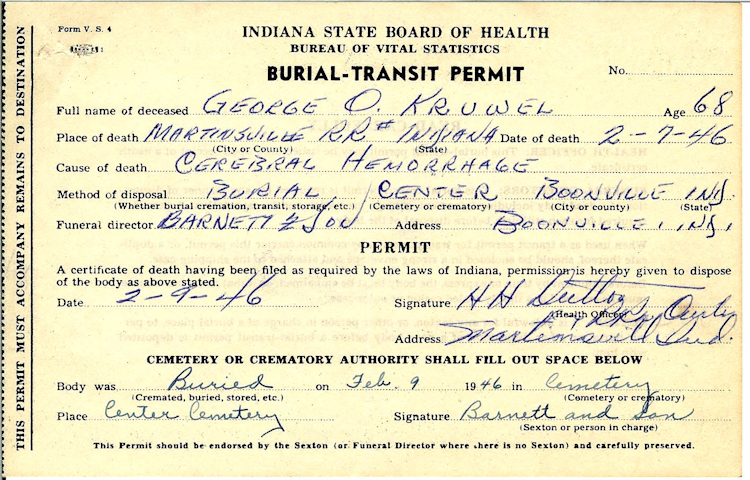 Form V. S. 4
INDIANA STATE BOARD OF HEALTH
BUREAU OF VITAL STATISTICS
BURIAL-TRANSIT PERMIT
No.
Full name of deceased GEORGE O. KRUWEL Age 68
Place of death MARTINSVILLE RR# INDIANA Date of death 2-7-46
(City or County) (State)
Cause of death CEREBRAL HEMORRHAGE
Method of disposal BURIAL CENTER BOONVILLE IND.
(Whether burial cremation, transit, storage, etc.) (Cemetery or crematory) (City or county) (State)
Funeral director BARNETT & SON Address BOONVILLE, IND.
PERMIT
A certificate of death having been filed as required by the laws of Indiana, permission is hereby given to dispose
of the body as above stated.
Date 2-9-46 Signature H H
(Health Officer)
Address Martinsvill Ind.
CEMETERY OR CREMATORY AUTHORITY SHALL FILL OUT SPACE BELOW
Body was Buried on Feb. 9 1946 in Cemetery
(Cremated, buried, stored, etc.) (Cemetery or crematory)
Place Center Cemetery Signature Barnett and Son
(Sexton or person in charge)
This Permit should be endorsed by the Sexton (or Funeral Director where there is no Sexton) and carefully preserved.
THIS PERMIT MUST ACCOMPANY REMAINS TO DESTINATION